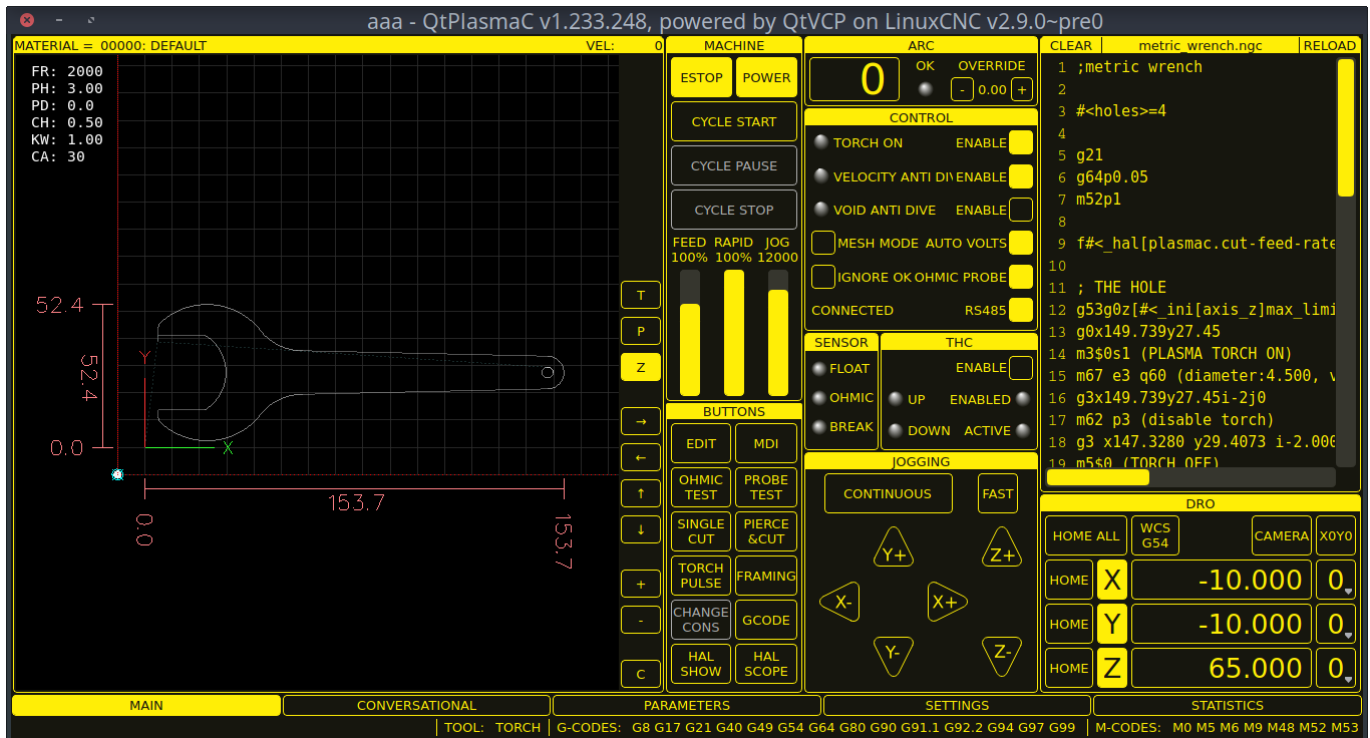 aaa - QtPlasmaC v1.233.248, powered by QtVCP on LinuxCNC v2.9.0~pre0
MATERIAL = 00000: DEFAULT
VEL: 0
FR: 2000
PH: 3.00
PD: 0.0
CH: 0.50
KW: 1.00
CA: 30
52.4
52.4
0.0
Y
X
153.7
0.0
153.7
T
P
Z
→
←
↑
↓
+
-
C
MACHINE
ESTOP POWER
CYCLE START
CYCLE PAUSE
CYCLE STOP
FEED RAPID JOG
100% 100% 12000
BUTTONS
EDIT MDI
OHMIC TEST
PROBE TEST
SINGLE CUT
PIERCE &CUT
TORCH PULSE
FRAMING
CHANGE CONS
GCODE
HAL SHOW
HAL SCOPE
ARC
0
OK
OVERRIDE
- 0.00 +
CONTROL
TORCH ON ENABLE
VELOCITY ANTI DIV ENABLE
VOID ANTI DIVE ENABLE
MESH MODE AUTO VOLTS
IGNORE OK OHMIC PROBE
CONNECTED RS485
SENSOR
FLOAT
OHMIC
BREAK
THC
ENABLE
UP ENABLED
DOWN ACTIVE
JOGGING
CONTINUOUS FAST
Y+
Z+
X-
X+
Y-
Z-
CLEAR metric_wrench.ngc RELOAD
1 ;metric wrench
2
3 #<holes>=4
4
5 g21
6 g64p0.05
7 m52p1
8
9 f#<_hal[plasmac.cut-feed-rate
10
11 ; THE HOLE
12 g53g0z[#<_ini[axis_z]max_limi
13 g0x149.739y27.45
14 m3$0s1 (PLASMA TORCH ON)
15 m67 e3 q60 (diameter:4.500, v
16 g3x149.739y27.45i-2j0
17 m62 p3 (disable torch)
18 g3 x147.3280 y29.4073 i-2.000
19 m5$0 (TORCH OFF)
DRO
HOME ALL
WCS G54
CAMERA
X0Y0
HOME X -10.000 0
HOME Y -10.000 0
HOME Z 65.000 0
MAIN CONVERSATIONAL PARAMETERS SETTINGS STATISTICS
TOOL: TORCH G-CODES: G8 G17 G21 G40 G49 G54 G64 G80 G90 G91.1 G92.2 G94 G97 G99 M-CODES: M0 M5 M6 M9 M48 M52 M53